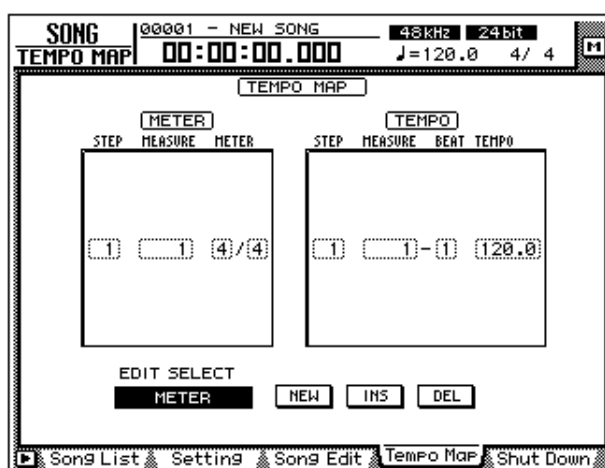 SONG 00001 - NEW SONG 48kHz 24bit
TEMPO MAP 00:00:00.000 ♩=120.0 4/ 4 M
TEMPO MAP
METER TEMPO
STEP MEASURE METER STEP MEASURE BEAT TEMPO
1 1 4/4 1 1-1 120.0
EDIT SELECT
METER NEW INS DEL
Song List Setting Song Edit Tempo Map Shut Down